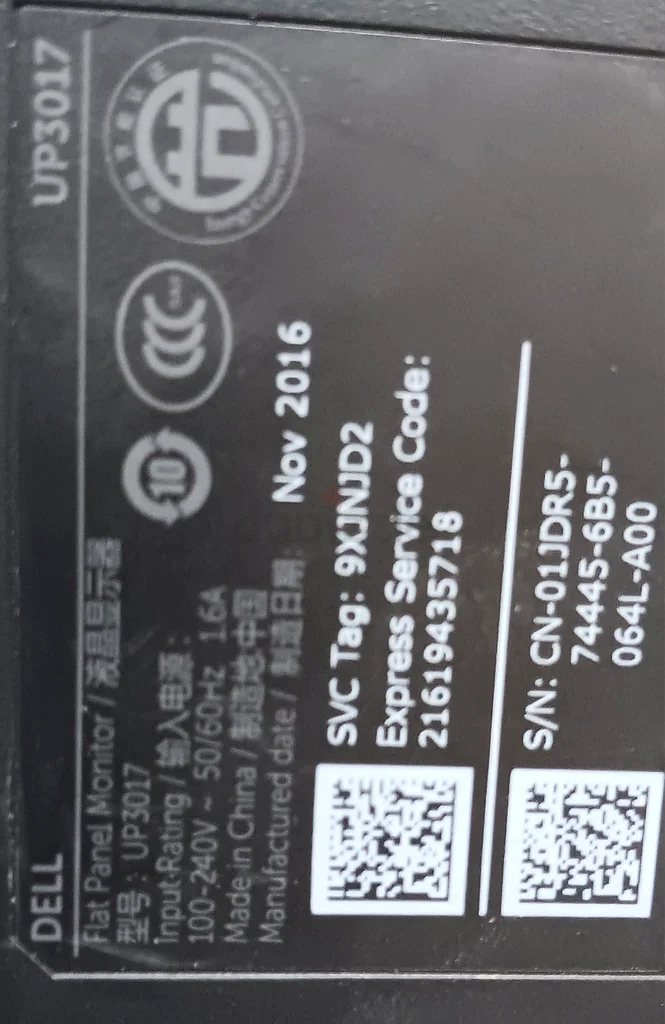 DELL UP3017
Flat Panel Monitor / 液晶显示器
型号: UP3017
Input Rating / 输入电源:
100-240V ~ 50/60Hz 1.6A
Made in China / 制造地:中国
Manufactured date / 制造日期: Nov 2016
10
CCC
SVC Tag: 9XJNJD2
Express Service Code:
21619435718
S/N: CN-01JDR5-
74445-6B5-
064L-A00